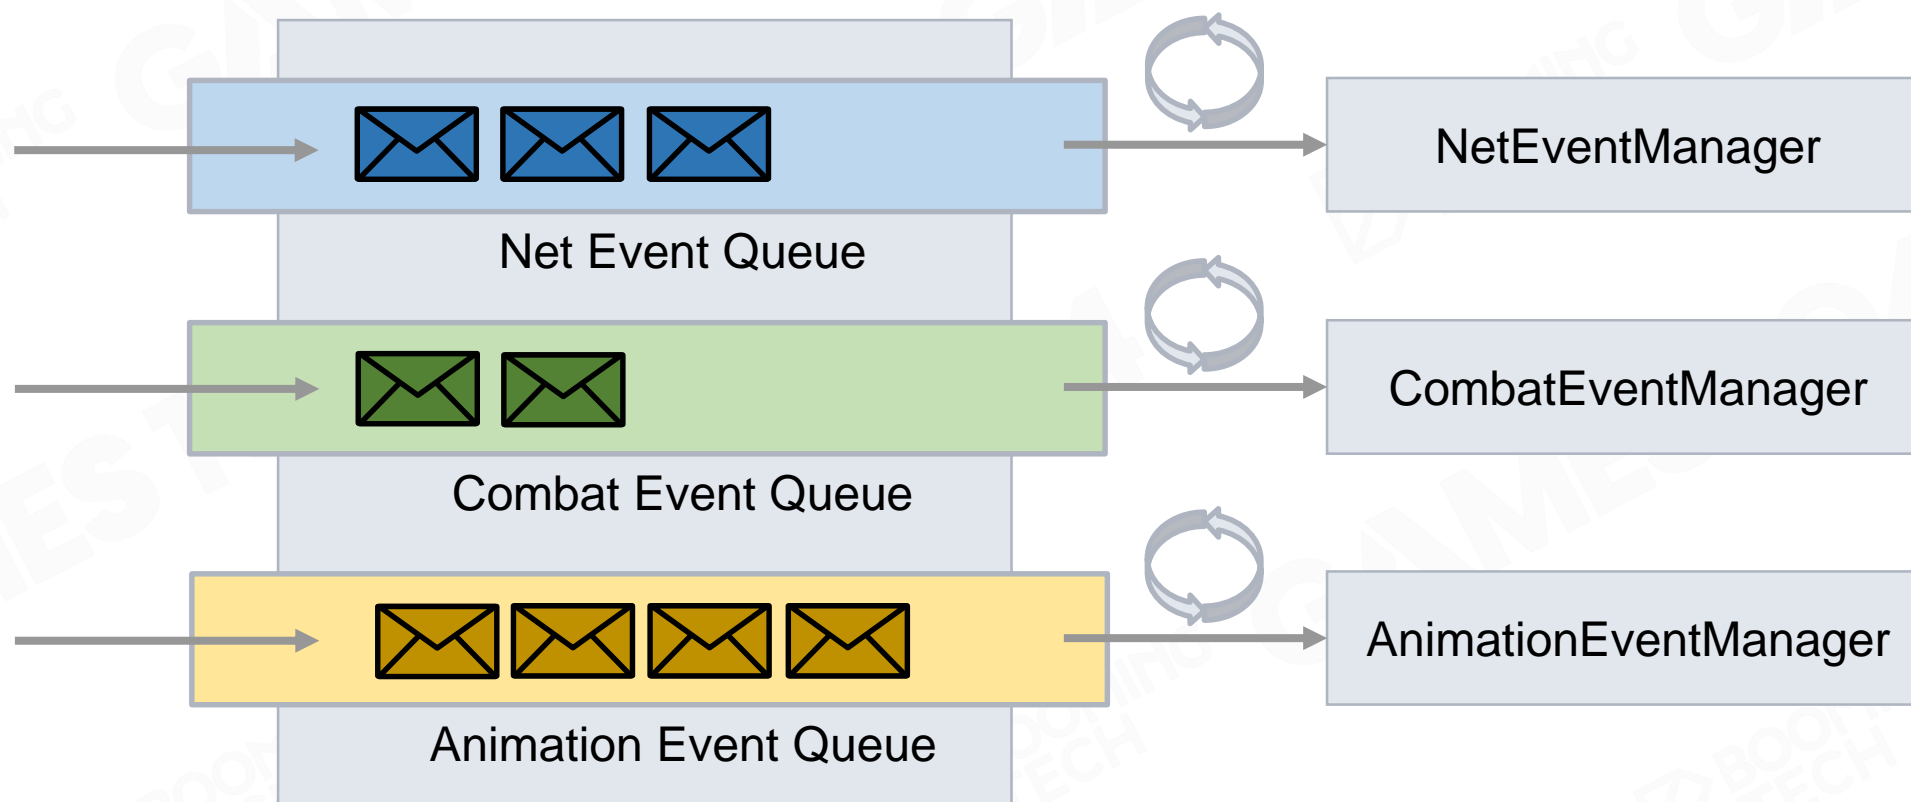 NetEventManager
Net Event Queue
CombatEventManager
Combat Event Queue
AnimationEventManager
Animation Event Queue